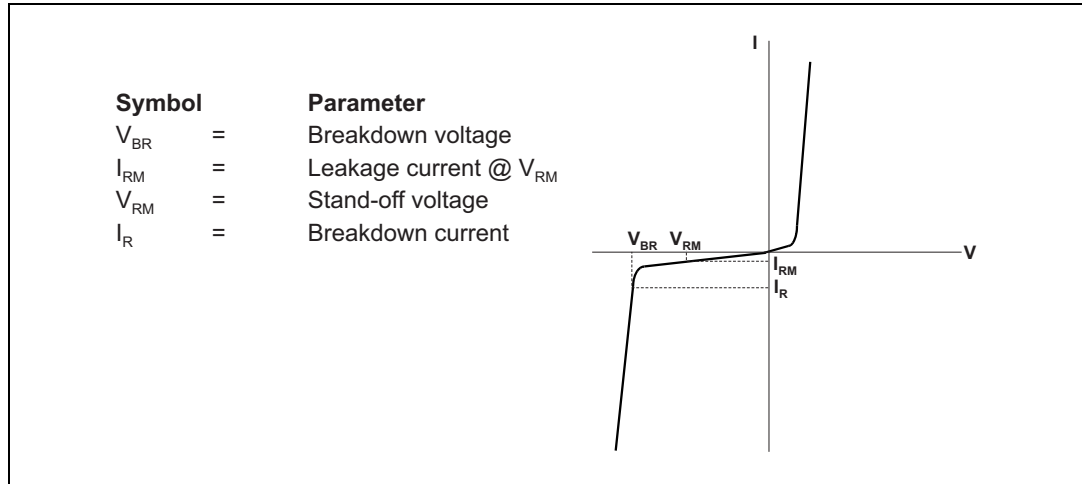 Symbol Parameter
VBR = Breakdown voltage
IRM = Leakage current @ VRM
VRM = Stand-off voltage
IR = Breakdown current
I
VBR VRM
V
IRM
IR